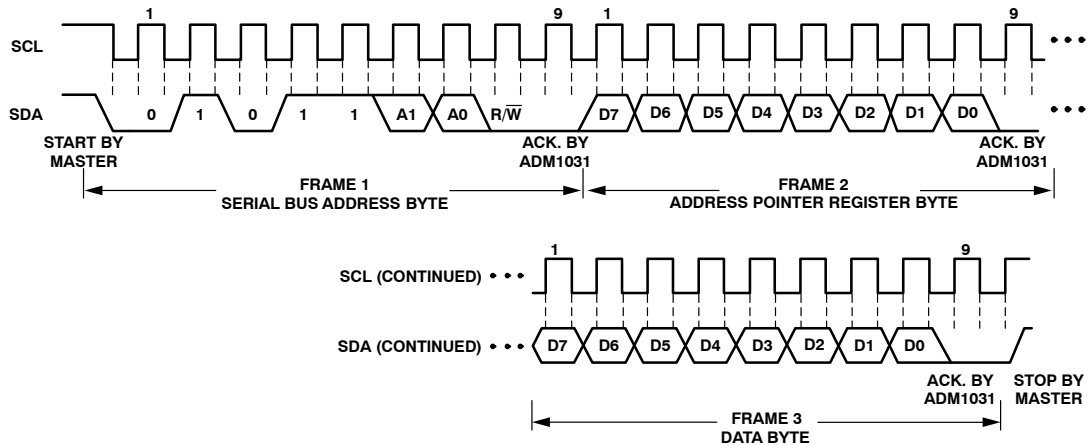 1 9 1 9
SCL
SDA 0 1 0 1 1 A1 A0 R/W̅ D7 D6 D5 D4 D3 D2 D1 D0
START BY MASTER
ACK. BY ADM1031
ACK. BY ADM1031
FRAME 1
SERIAL BUS ADDRESS BYTE
FRAME 2
ADDRESS POINTER REGISTER BYTE
1 9
SCL (CONTINUED)
SDA (CONTINUED) D7 D6 D5 D4 D3 D2 D1 D0
ACK. BY ADM1031
STOP BY MASTER
FRAME 3
DATA BYTE